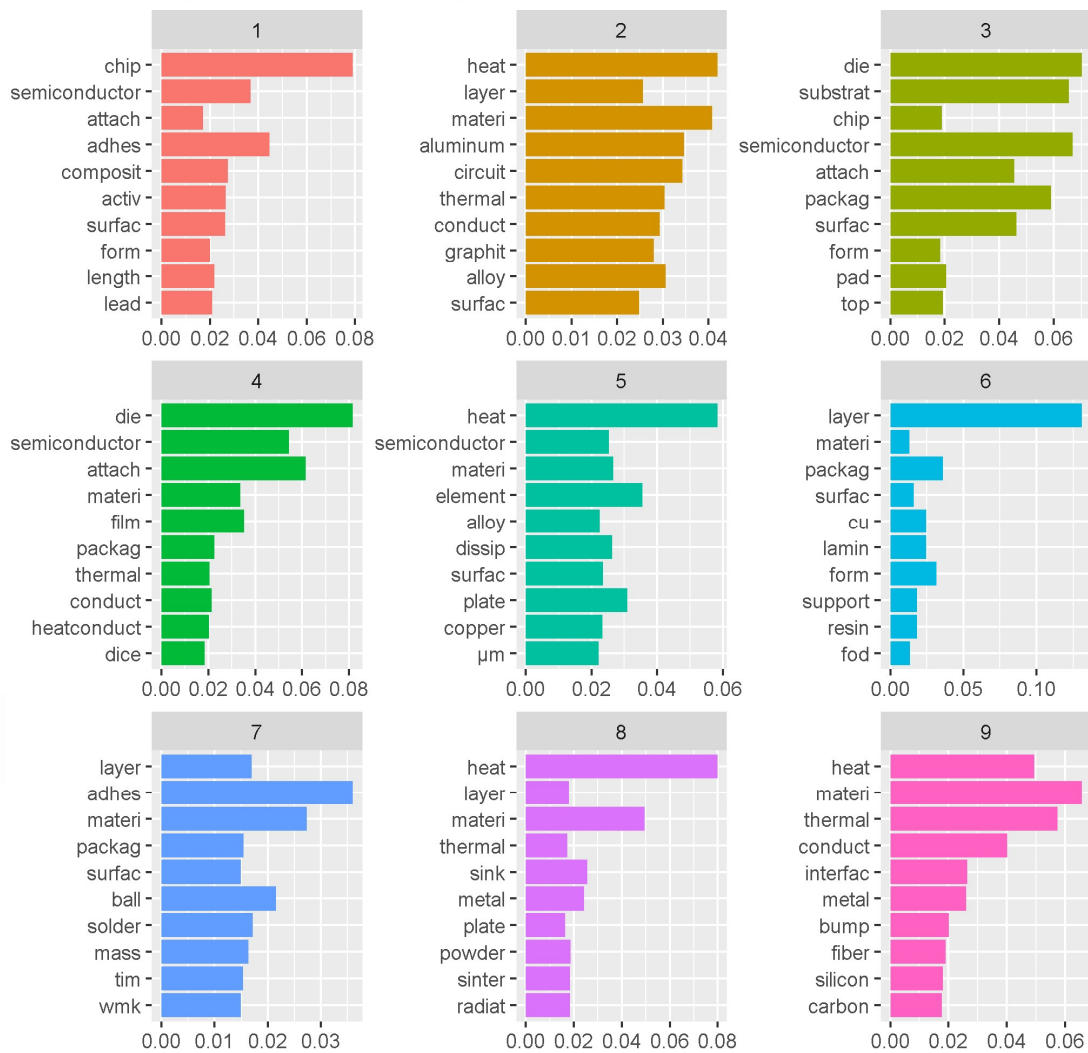 1
chip
semiconductor
attach
adhes
composit
activ
surfac
form
length
lead
0.00 0.02 0.04 0.06 0.08
2
heat
layer
materi
aluminum
circuit
thermal
conduct
graphit
alloy
surfac
0.00 0.01 0.02 0.03 0.04
3
die
substrat
chip
semiconductor
attach
packag
surfac
form
pad
top
0.00 0.02 0.04 0.06
4
die
semiconductor
attach
materi
film
packag
thermal
conduct
heatconduct
dice
0.00 0.02 0.04 0.06 0.08
5
heat
semiconductor
materi
element
alloy
dissip
surfac
plate
copper
µm
0.00 0.02 0.04 0.06
6
layer
materi
packag
surfac
cu
lamin
form
support
resin
fod
0.00 0.05 0.10
7
layer
adhes
materi
packag
surfac
ball
solder
mass
tim
wmk
0.00 0.01 0.02 0.03
8
heat
layer
materi
thermal
sink
metal
plate
powder
sinter
radiat
0.00 0.02 0.04 0.06 0.08
9
heat
materi
thermal
conduct
interfac
metal
bump
fiber
silicon
carbon
0.00 0.02 0.04 0.06